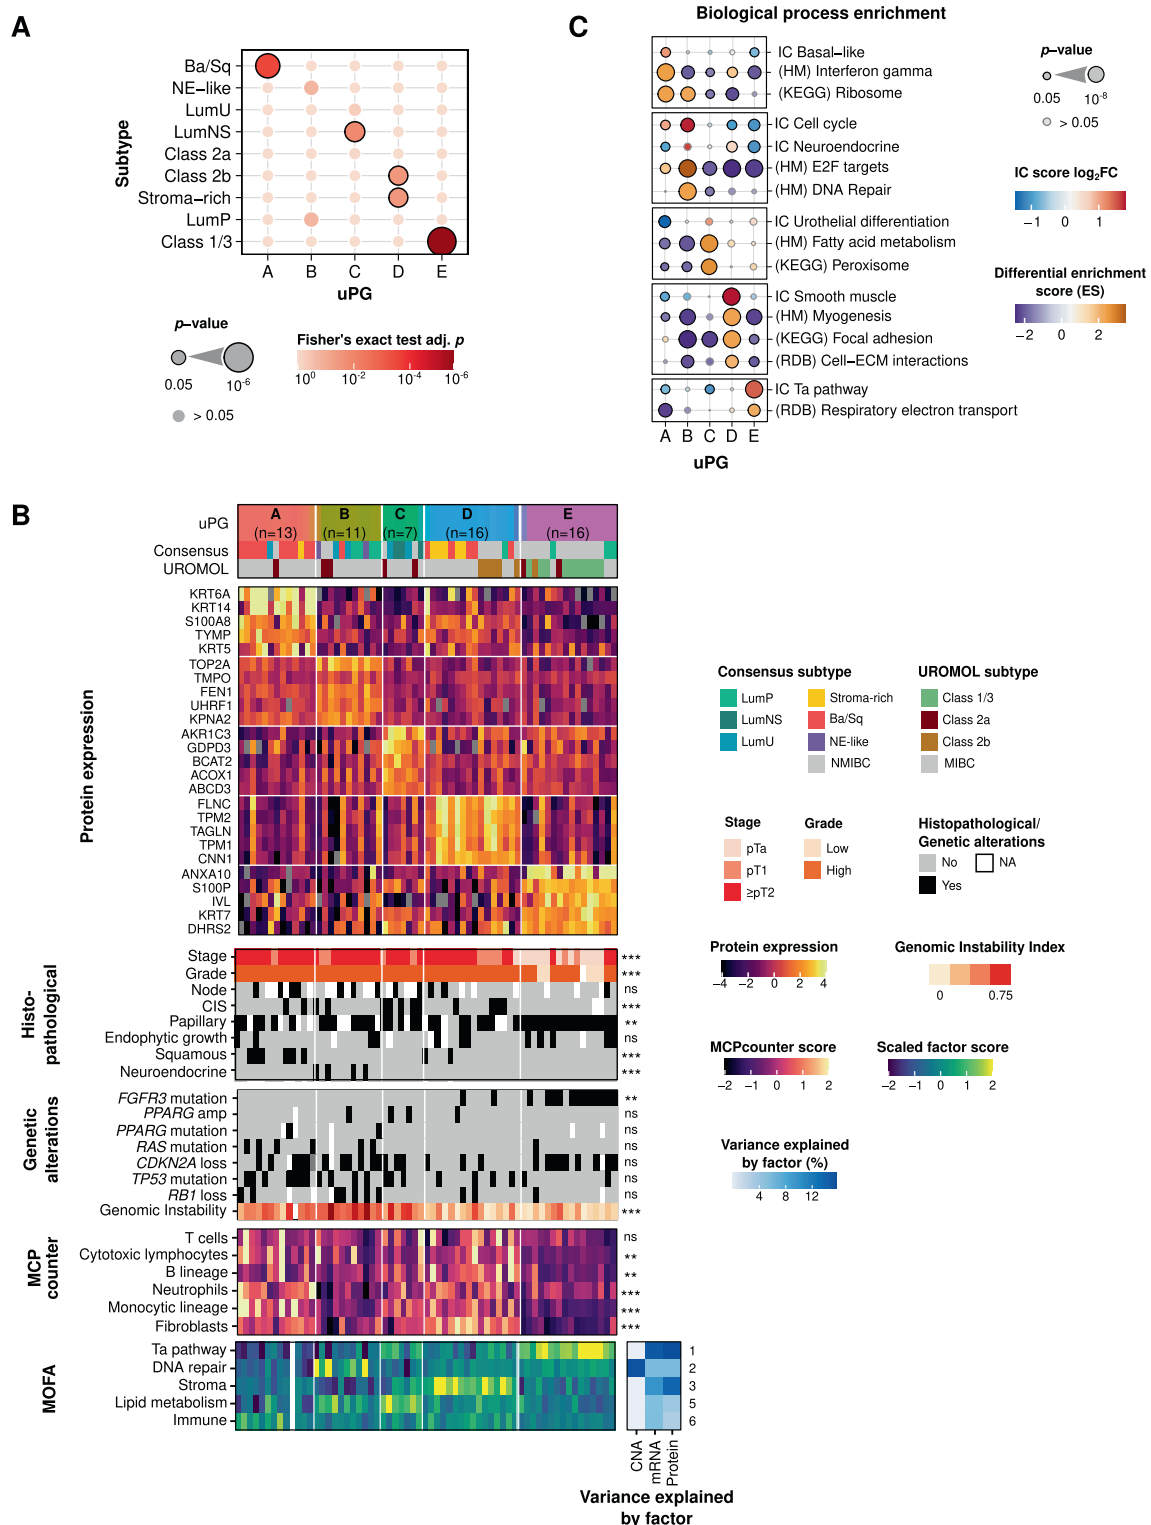 A
Ba/Sq
NE–like
LumU
LumNS
Class 2a
Class 2b
Stroma–rich
LumP
Class 1/3
Subtype
A B C D E
uPG
p–value
0.05 10⁻⁶
> 0.05
Fisher's exact test adj. p
10⁰ 10⁻² 10⁻⁴ 10⁻⁶
C
Biological process enrichment
IC Basal–like
(HM) Interferon gamma
(KEGG) Ribosome
IC Cell cycle
IC Neuroendocrine
(HM) E2F targets
(HM) DNA Repair
IC Urothelial differentiation
(HM) Fatty acid metabolism
(KEGG) Peroxisome
IC Smooth muscle
(HM) Myogenesis
(KEGG) Focal adhesion
(RDB) Cell–ECM interactions
IC Ta pathway
(RDB) Respiratory electron transport
A B C D E
uPG
p–value
0.05 10⁻⁸
> 0.05
IC score log₂FC
−1 0 1
Differential enrichment
score (ES)
−2 0 2
B
uPG
A B C D E
(n=13) (n=11) (n=7) (n=16) (n=16)
Consensus
UROMOL
Protein expression
KRT6A
KRT14
S100A8
TYMP
KRT5
TOP2A
TMPO
FEN1
UHRF1
KPNA2
AKR1C3
GDPD3
BCAT2
ACOX1
ABCD3
FLNC
TPM2
TAGLN
TPM1
CNN1
ANXA10
S100P
IVL
KRT7
DHRS2
Histo-
pathological
Stage ***
Grade ***
Node ns
CIS ***
Papillary **
Endophytic growth ns
Squamous ***
Neuroendocrine ***
Genetic
alterations
FGFR3 mutation **
PPARG amp ns
PPARG mutation ns
RAS mutation ns
CDKN2A loss ns
TP53 mutation ns
RB1 loss ns
Genomic Instability ***
MCP
counter
T cells ns
Cytotoxic lymphocytes **
B lineage **
Neutrophils ***
Monocytic lineage ***
Fibroblasts ***
MOFA
Ta pathway 1
DNA repair 2
Stroma 3
Lipid metabolism 5
Immune 6
CNA
mRNA
Protein
Variance explained
by factor
Consensus subtype
LumP
LumNS
LumU
Stroma-rich
Ba/Sq
NE-like
NMIBC
UROMOL subtype
Class 1/3
Class 2a
Class 2b
MIBC
Stage
pTa
pT1
≥pT2
Grade
Low
High
Histopathological/
Genetic alterations
No NA
Yes
Protein expression
−4 −2 0 2 4
Genomic Instability Index
0 0.75
MCPcounter score
−2 −1 0 1 2
Scaled factor score
−2 −1 0 1 2
Variance explained
by factor (%)
4 8 12